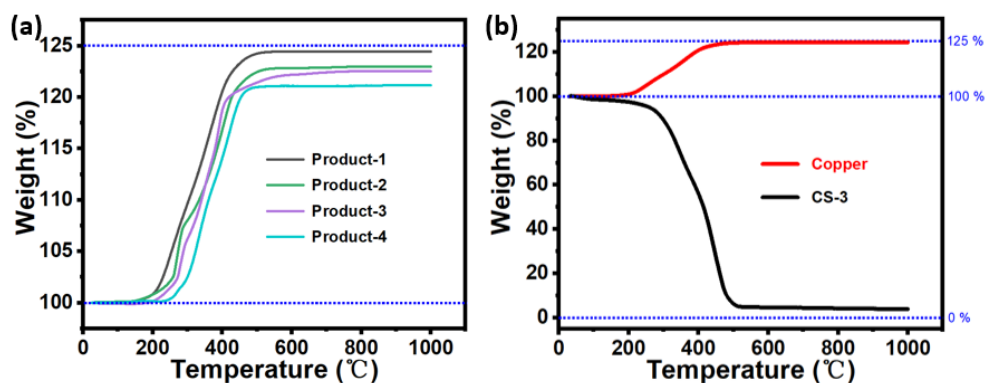 (a)
125
120
115
110
105
100
Weight (%)
Product-1
Product-2
Product-3
Product-4
0 200 400 600 800 1000
Temperature (℃)
(b)
120
100
80
60
40
20
0
Weight (%)
125 %
100 %
0 %
Copper
CS-3
0 200 400 600 800 1000
Temperature (℃)